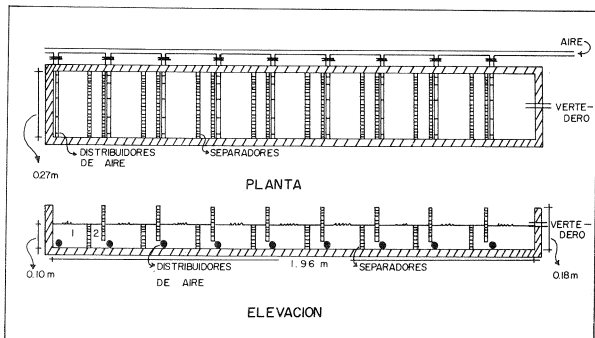 AIRE
VERTE-
DERO
DISTRIBUIDORES
DE AIRE
SEPARADORES
0.27m
PLANTA
1
2
VERTE-
DERO
0.10m
1.96 m
0.18m
DISTRIBUIDORES
DE AIRE
SEPARADORES
ELEVACION